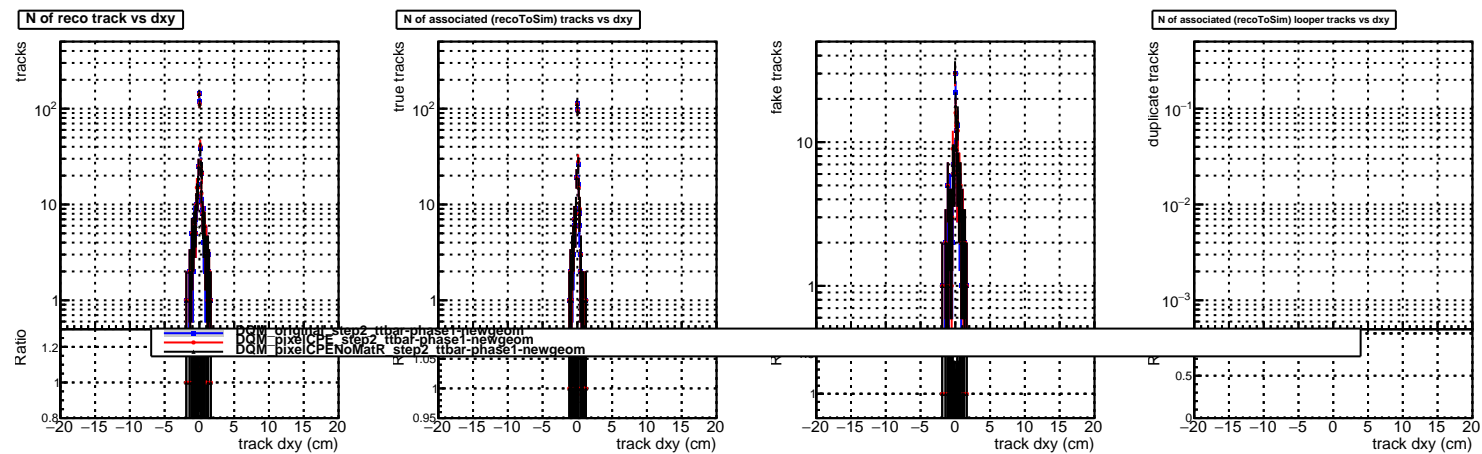 N of reco track vs dxy
tracks
10²
10
1
Ratio
1.2
1
0.8
−20 −15 −10 −5 0 5 10 15 20
track dxy (cm)
N of associated (recoToSim) tracks vs dxy
true tracks
10²
10
1
1.05
1
0.95
−20 −15 −10 −5 0 5 10 15 20
track dxy (cm)
fake tracks
10
1
1
−20 −15 −10 −5 0 5 10 15 20
track dxy (cm)
N of associated (recoToSim) looper tracks vs dxy
duplicate tracks
10⁻¹
10⁻²
10⁻³
0.5
0
−20 −15 −10 −5 0 5 10 15 20
track dxy (cm)
DQM_original_step2_ttbar-phase1-newgeom
DQM_pixelCPE_step2_ttbar-phase1-newgeom
DQM_pixelCPENoMatR_step2_ttbar-phase1-newgeom